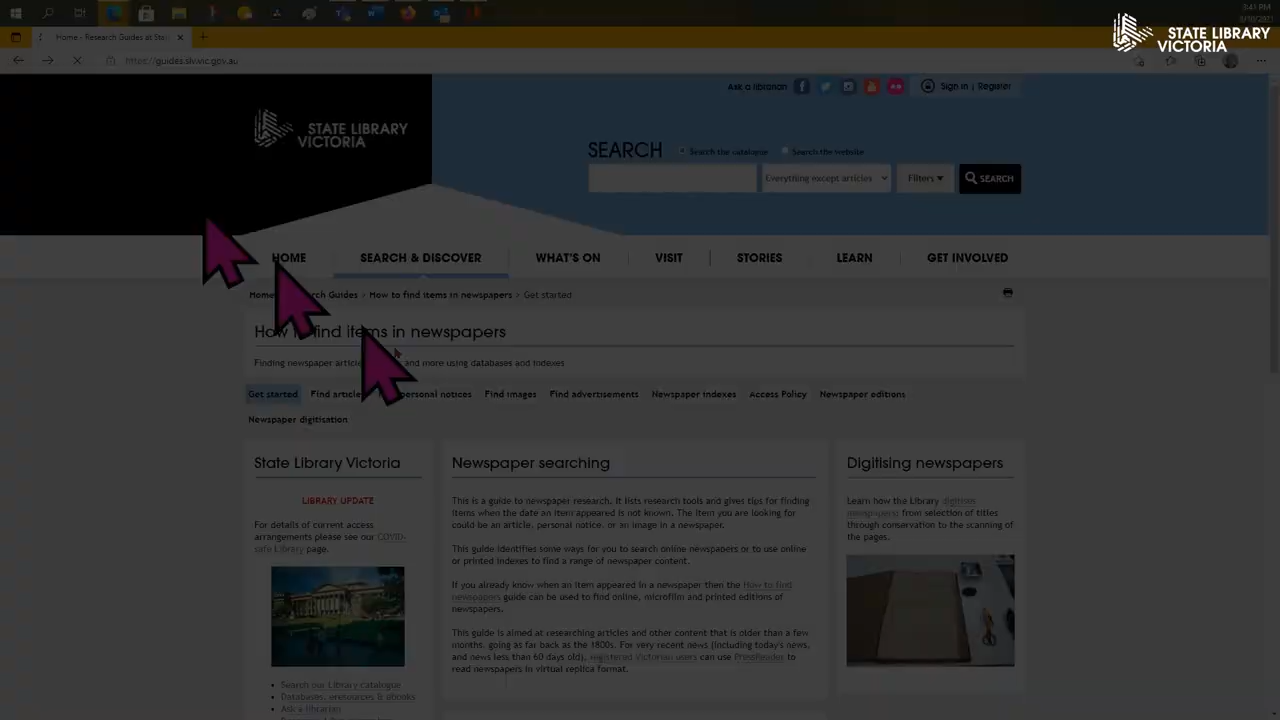 3:41 PM
Home - Research Guides at Stat
https://guides.slv.vic.gov.au
STATE LIBRARY
VICTORIA
Ask a librarian
Sign in | Register
STATE LIBRARY
VICTORIA
SEARCH
Search the catalogue
Search the website
Everything except articles
Filters
SEARCH
HOME
SEARCH & DISCOVER
WHAT'S ON
VISIT
STORIES
LEARN
GET INVOLVED
Home Guides > How to find items in newspapers > Get started
find items in newspapers
Finding newspaper and more using databases and indexes
Get started
personal notices
Find images
Find advertisements
Newspaper indexes
Access Policy
Newspaper editions
Newspaper digitisation
State Library Victoria
LIBRARY UPDATE
For details of current access
arrangements please see our COVID-
safe Library page.
Search our Library catalogue
Databases, eresources & ebooks
Ask a librarian
Newspaper searching
This is a guide to newspaper research. It lists research tools and gives tips for finding
items when the date an item appeared is not known. The item you are looking for
could be an article, personal notice, or an image in a newspaper.
This guide identifies some ways for you to search online newspapers or to use online
or printed indexes to find a range of newspaper content.
If you already know when an item appeared in a newspaper then the How to find
newspapers guide can be used to find online, microfilm and printed editions of
newspapers.
This guide is aimed at researching articles and other content that is older than a few
months, going as far back as the 1800s. For very recent news (including today's news,
and news less than 60 days old), registered Victorian users can use PressReader to
read newspapers in virtual replica format.
Digitising newspapers
Learn how the Library digitises
newspapers: from selection of titles
through conservation to the scanning of
the pages.